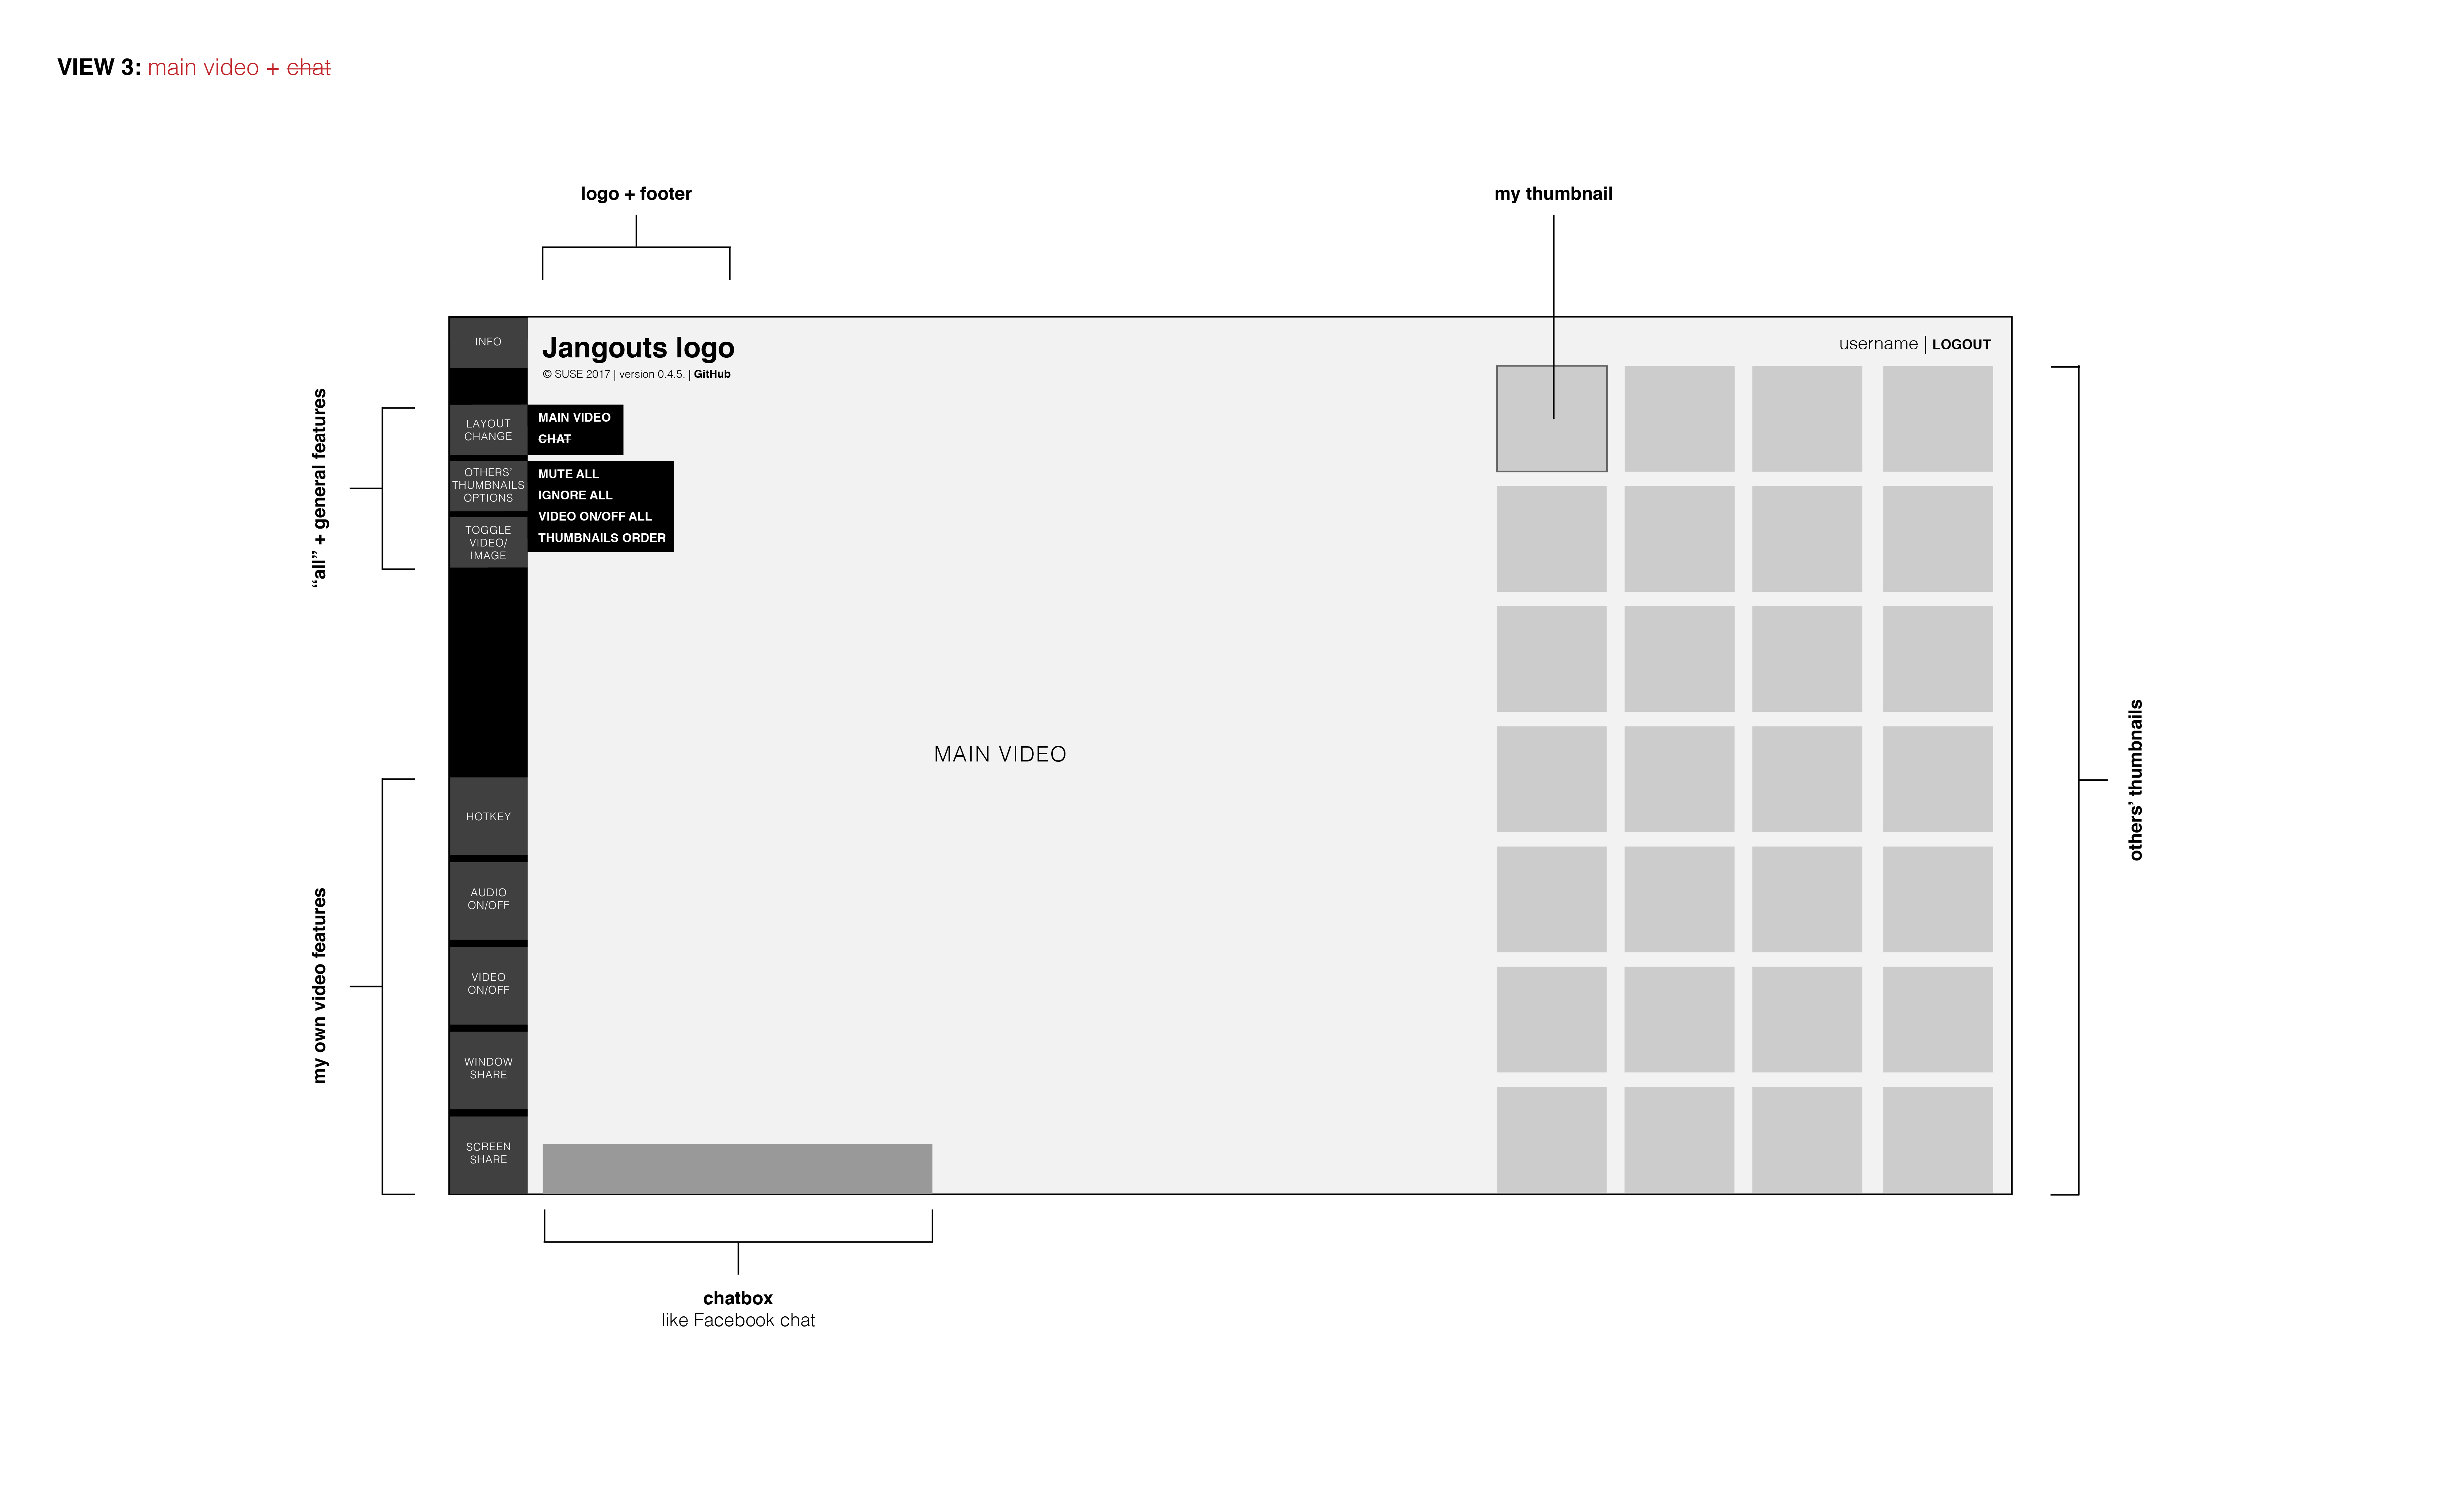 VIEW 3: main video + chat
logo + footer
my thumbnail
INFO
Jangouts logo
© SUSE 2017 | version 0.4.5. | GitHub
username | LOGOUT
“all” + general features
LAYOUT
CHANGE
MAIN VIDEO
CHAT
OTHERS’
THUMBNAILS
OPTIONS
MUTE ALL
IGNORE ALL
VIDEO ON/OFF ALL
THUMBNAILS ORDER
TOGGLE
VIDEO/
IMAGE
MAIN VIDEO
others’ thumbnails
my own video features
HOTKEY
AUDIO
ON/OFF
VIDEO
ON/OFF
WINDOW
SHARE
SCREEN
SHARE
chatbox
like Facebook chat